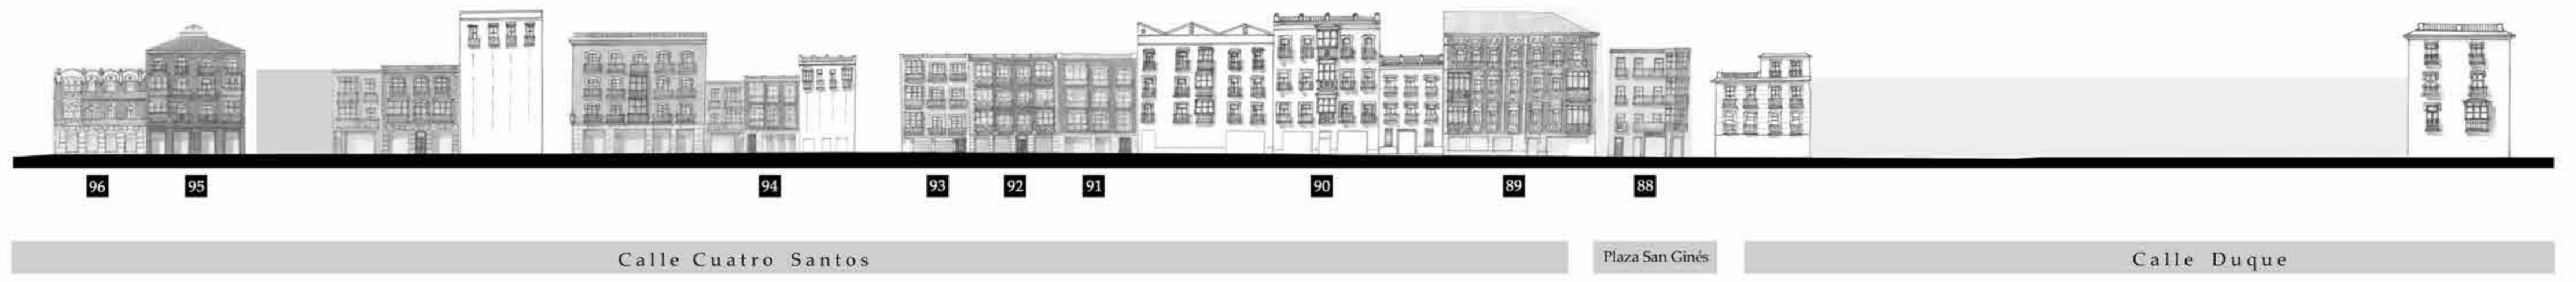 96 95 94 93 92 91 90 89 88
Calle Cuatro Santos Plaza San Ginés Calle Duque